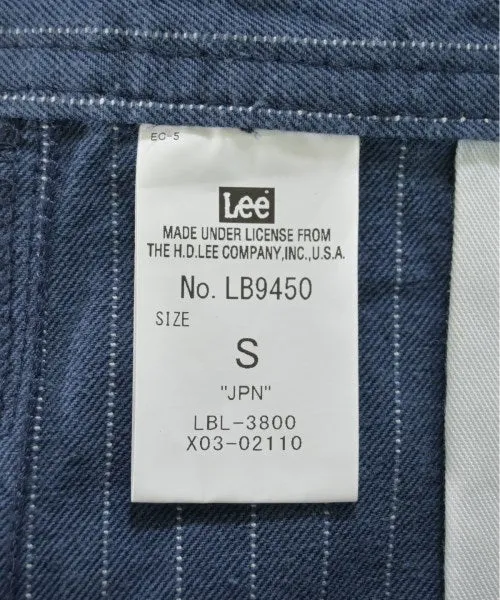 EC-5
Lee
MADE UNDER LICENSE FROM
THE H.D.LEE COMPANY,INC.,U.S.A.
No. LB9450
SIZE
S
"JPN"
LBL-3800
X03-02110